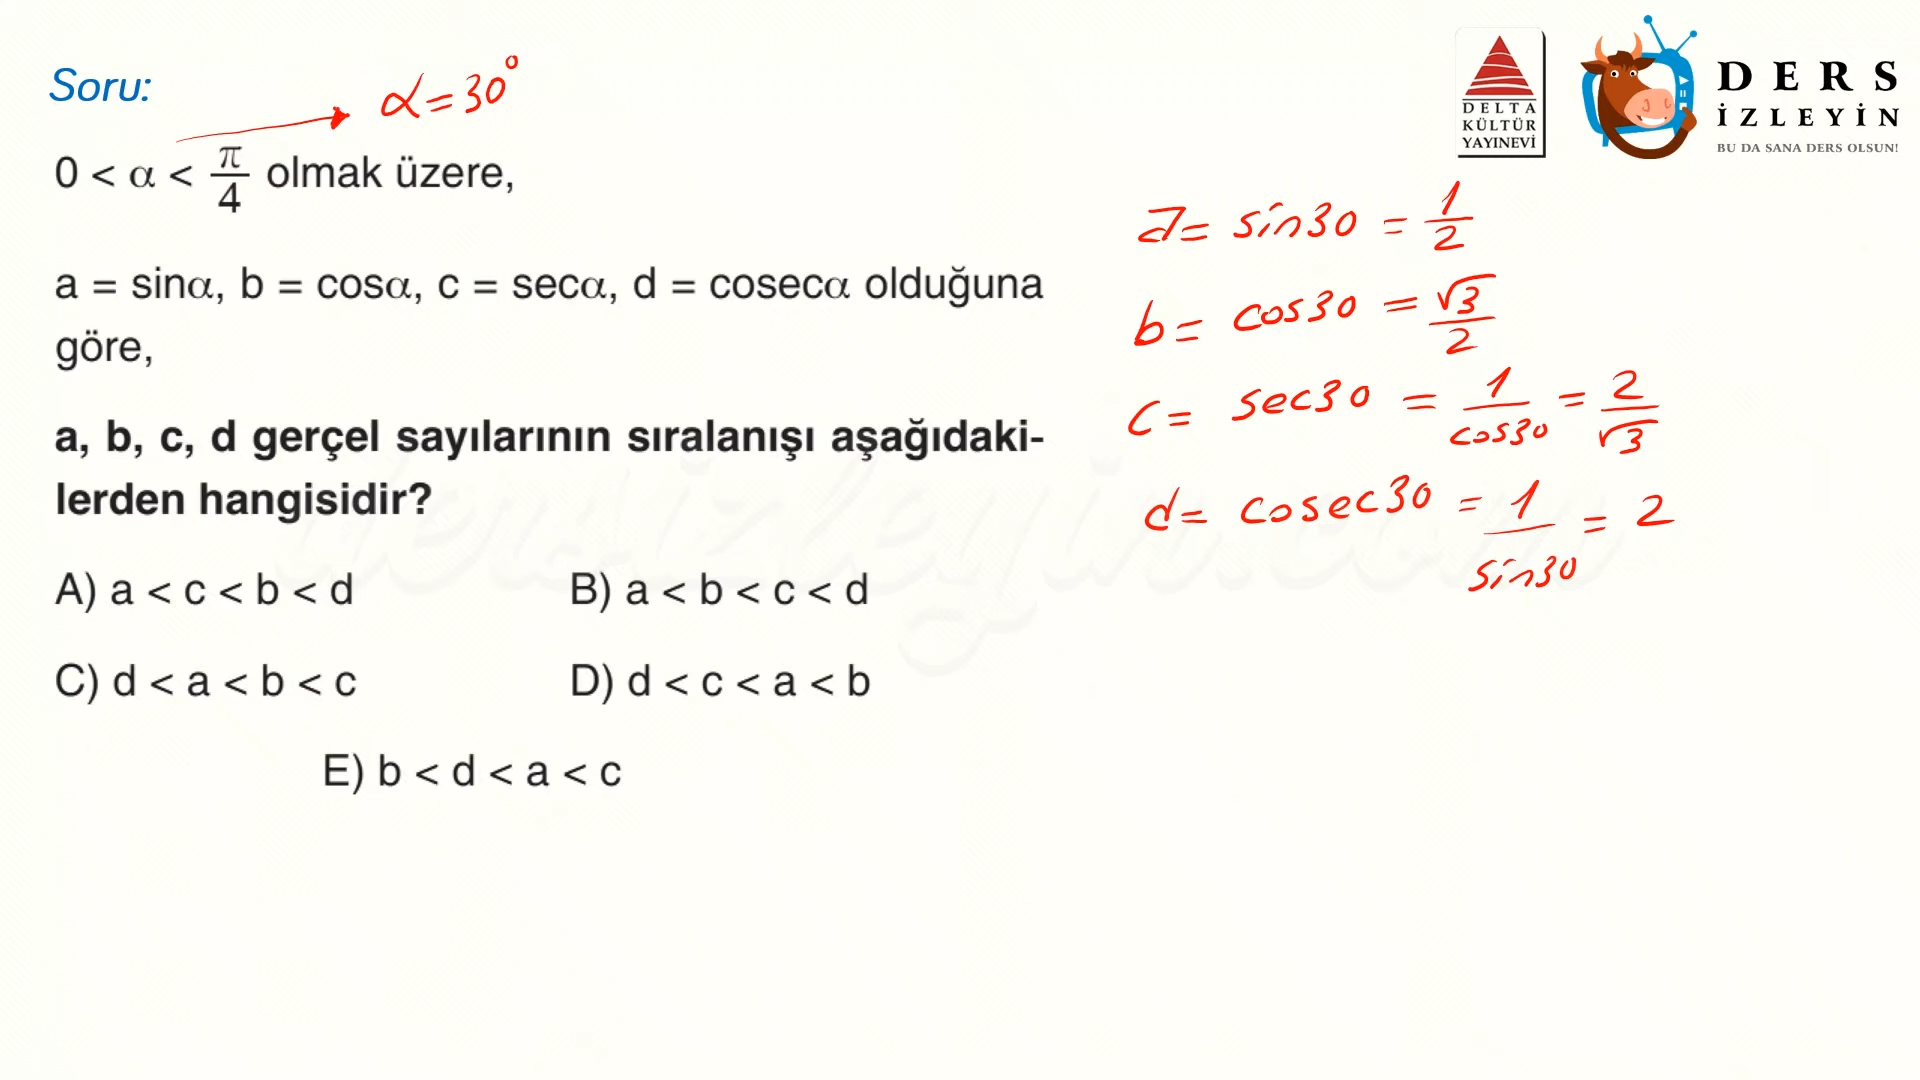 Soru:
α = 30°
0 < α < π/4 olmak üzere,
a = sinα, b = cosα, c = secα, d = cosecα olduğuna
göre,
a, b, c, d gerçel sayılarının sıralanışı aşağıdaki-
lerden hangisidir?
A) a < c < b < d
B) a < b < c < d
C) d < a < b < c
D) d < c < a < b
E) b < d < a < c
DELTA
KÜLTÜR
YAYINEVİ
DERS
İZLEYİN
BU DA SANA DERS OLSUN!
a = sin30 = 1/2
b = cos30 = √3/2
c = sec30 = 1/cos30 = 2/√3
d = cosec30 = 1/sin30 = 2
dersizleyin.com